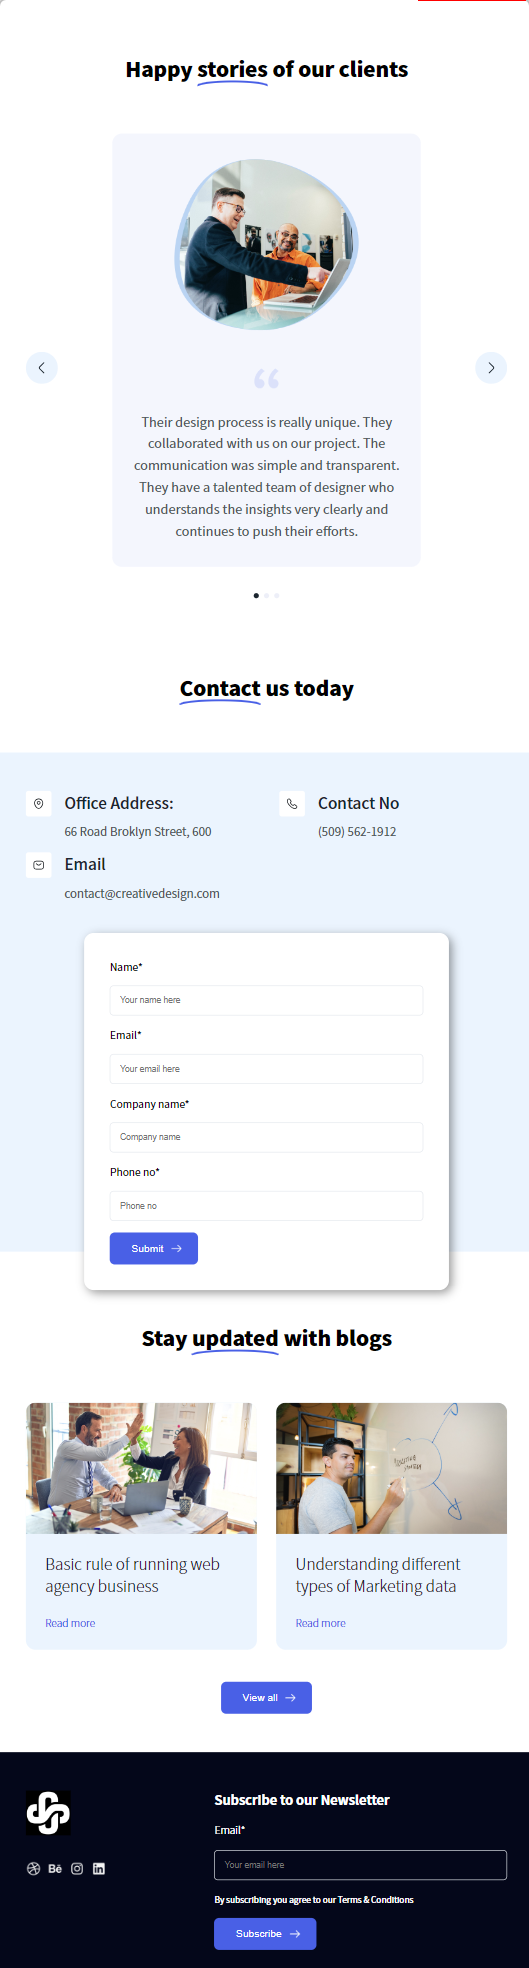 Happy stories of our clients
“
Their design process is really unique. They
collaborated with us on our project. The
communication was simple and transparent.
They have a talented team of designer who
understands the insights very clearly and
continues to push their efforts.
Contact us today
Office Address:
66 Road Broklyn Street, 600
Contact No
(509) 562-1912
Email
contact@creativedesign.com
Name*
Your name here
Email*
Your email here
Company name*
Company name
Phone no*
Phone no
Submit
Stay updated with blogs
Basic rule of running web
agency business
Read more
Understanding different
types of Marketing data
Read more
View all
Subscribe to our Newsletter
Email*
Your email here
By subscribing you agree to our Terms & Conditions
Subscribe
Bē
in